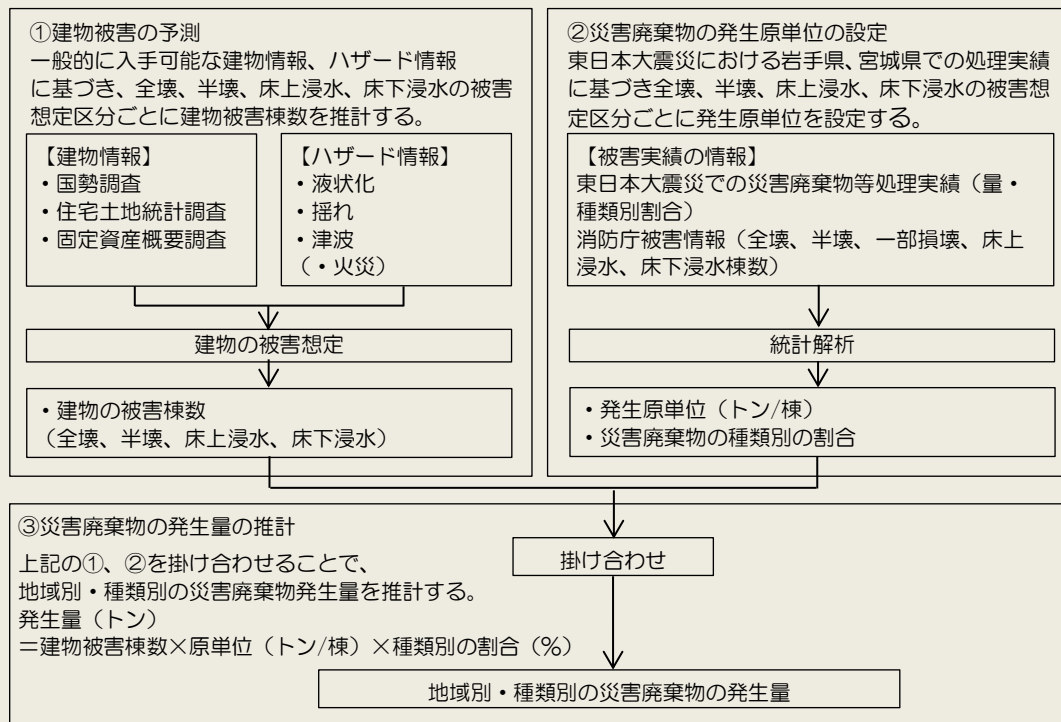 ①建物被害の予測
一般的に入手可能な建物情報、ハザード情報
に基づき、全壊、半壊、床上浸水、床下浸水の被害
想定区分ごとに建物被害棟数を推計する。
【建物情報】
・国勢調査
・住宅土地統計調査
・固定資産概要調査
【ハザード情報】
・液状化
・揺れ
・津波
（・火災）
建物の被害想定
・建物の被害棟数
（全壊、半壊、床上浸水、床下浸水）
②災害廃棄物の発生原単位の設定
東日本大震災における岩手県、宮城県での処理実績
に基づき全壊、半壊、床上浸水、床下浸水の被害想
定区分ごとに発生原単位を設定する。
【被害実績の情報】
東日本大震災での災害廃棄物等処理実績（量・
種類別割合）
消防庁被害情報（全壊、半壊、一部損壊、床上
浸水、床下浸水棟数）
統計解析
・発生原単位（トン/棟）
・災害廃棄物の種類別の割合
③災害廃棄物の発生量の推計
上記の①、②を掛け合わせることで、
地域別・種類別の災害廃棄物発生量を推計する。
発生量（トン）
＝建物被害棟数×原単位（トン/棟）×種類別の割合（%）
掛け合わせ
地域別・種類別の災害廃棄物の発生量